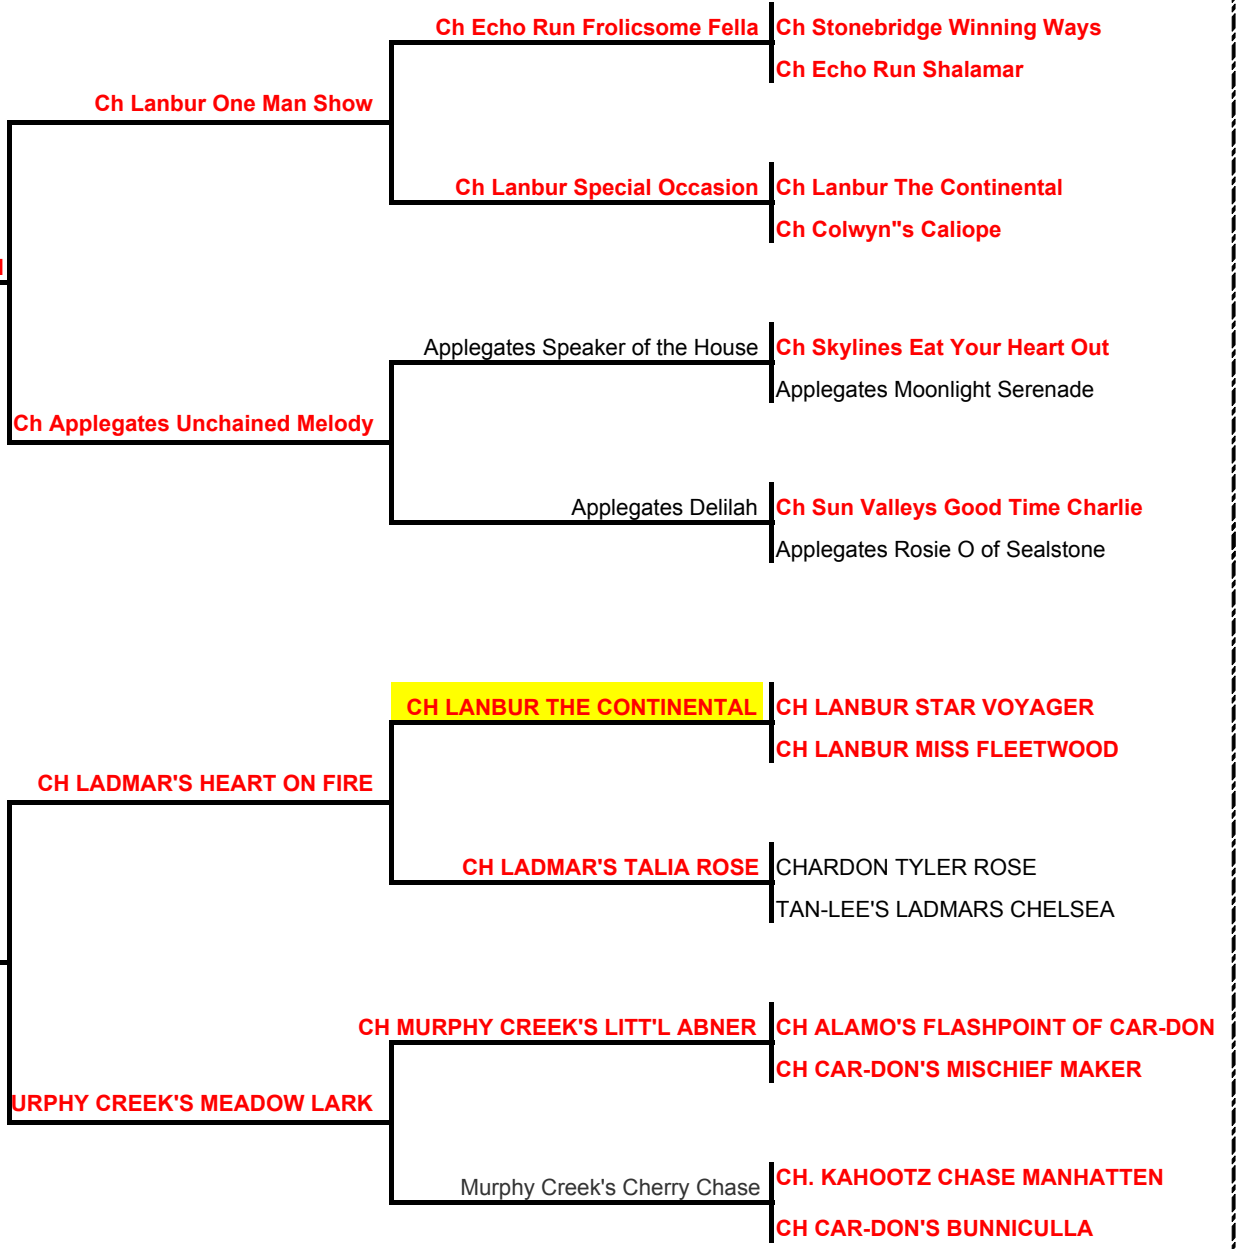 Ch Echo Run Frolicsome Fella
Ch Stonebridge Winning Ways
Ch Echo Run Shalamar
Ch Lanbur One Man Show
Ch Lanbur Special Occasion
Ch Lanbur The Continental
Ch Colwyn"s Caliope
Applegates Speaker of the House
Ch Skylines Eat Your Heart Out
Applegates Moonlight Serenade
Ch Applegates Unchained Melody
Applegates Delilah
Ch Sun Valleys Good Time Charlie
Applegates Rosie O of Sealstone
CH LANBUR THE CONTINENTAL
CH LANBUR STAR VOYAGER
CH LANBUR MISS FLEETWOOD
CH LADMAR'S HEART ON FIRE
CH LADMAR'S TALIA ROSE
CHARDON TYLER ROSE
TAN-LEE'S LADMARS CHELSEA
CH MURPHY CREEK'S LITT'L ABNER
CH ALAMO'S FLASHPOINT OF CAR-DON
CH CAR-DON'S MISCHIEF MAKER
URPHY CREEK'S MEADOW LARK
Murphy Creek's Cherry Chase
CH. KAHOOTZ CHASE MANHATTEN
CH CAR-DON'S BUNNICULLA